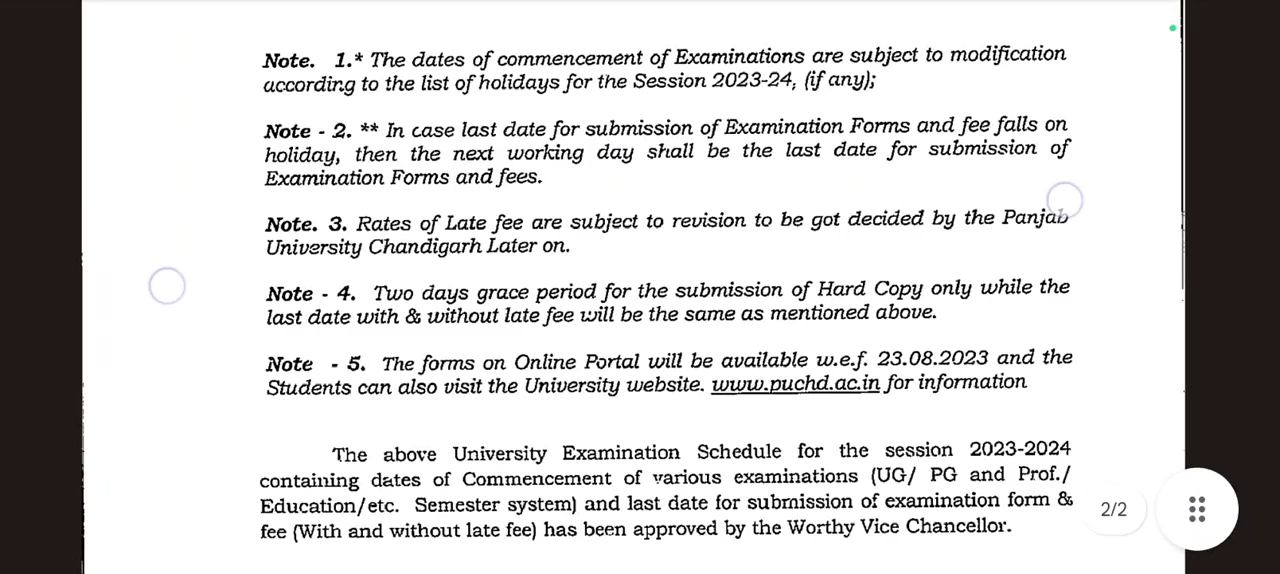 Note. 1.* The dates of commencement of Examinations are subject to modification
according to the list of holidays for the Session 2023-24, (if any);
Note - 2. ** In case last date for submission of Examination Forms and fee falls on
holiday, then the next working day shall be the last date for submission of
Examination Forms and fees.
Note. 3. Rates of Late fee are subject to revision to be got decided by the Panjab
University Chandigarh Later on.
Note - 4. Two days grace period for the submission of Hard Copy only while the
last date with & without late fee will be the same as mentioned above.
Note - 5. The forms on Online Portal will be available w.e.f. 23.08.2023 and the
Students can also visit the University website. www.puchd.ac.in for information
The above University Examination Schedule for the session 2023-2024
containing dates of Commencement of various examinations (UG/ PG and Prof./
Education/etc. Semester system) and last date for submission of examination form &
fee (With and without late fee) has been approved by the Worthy Vice Chancellor.
2/2